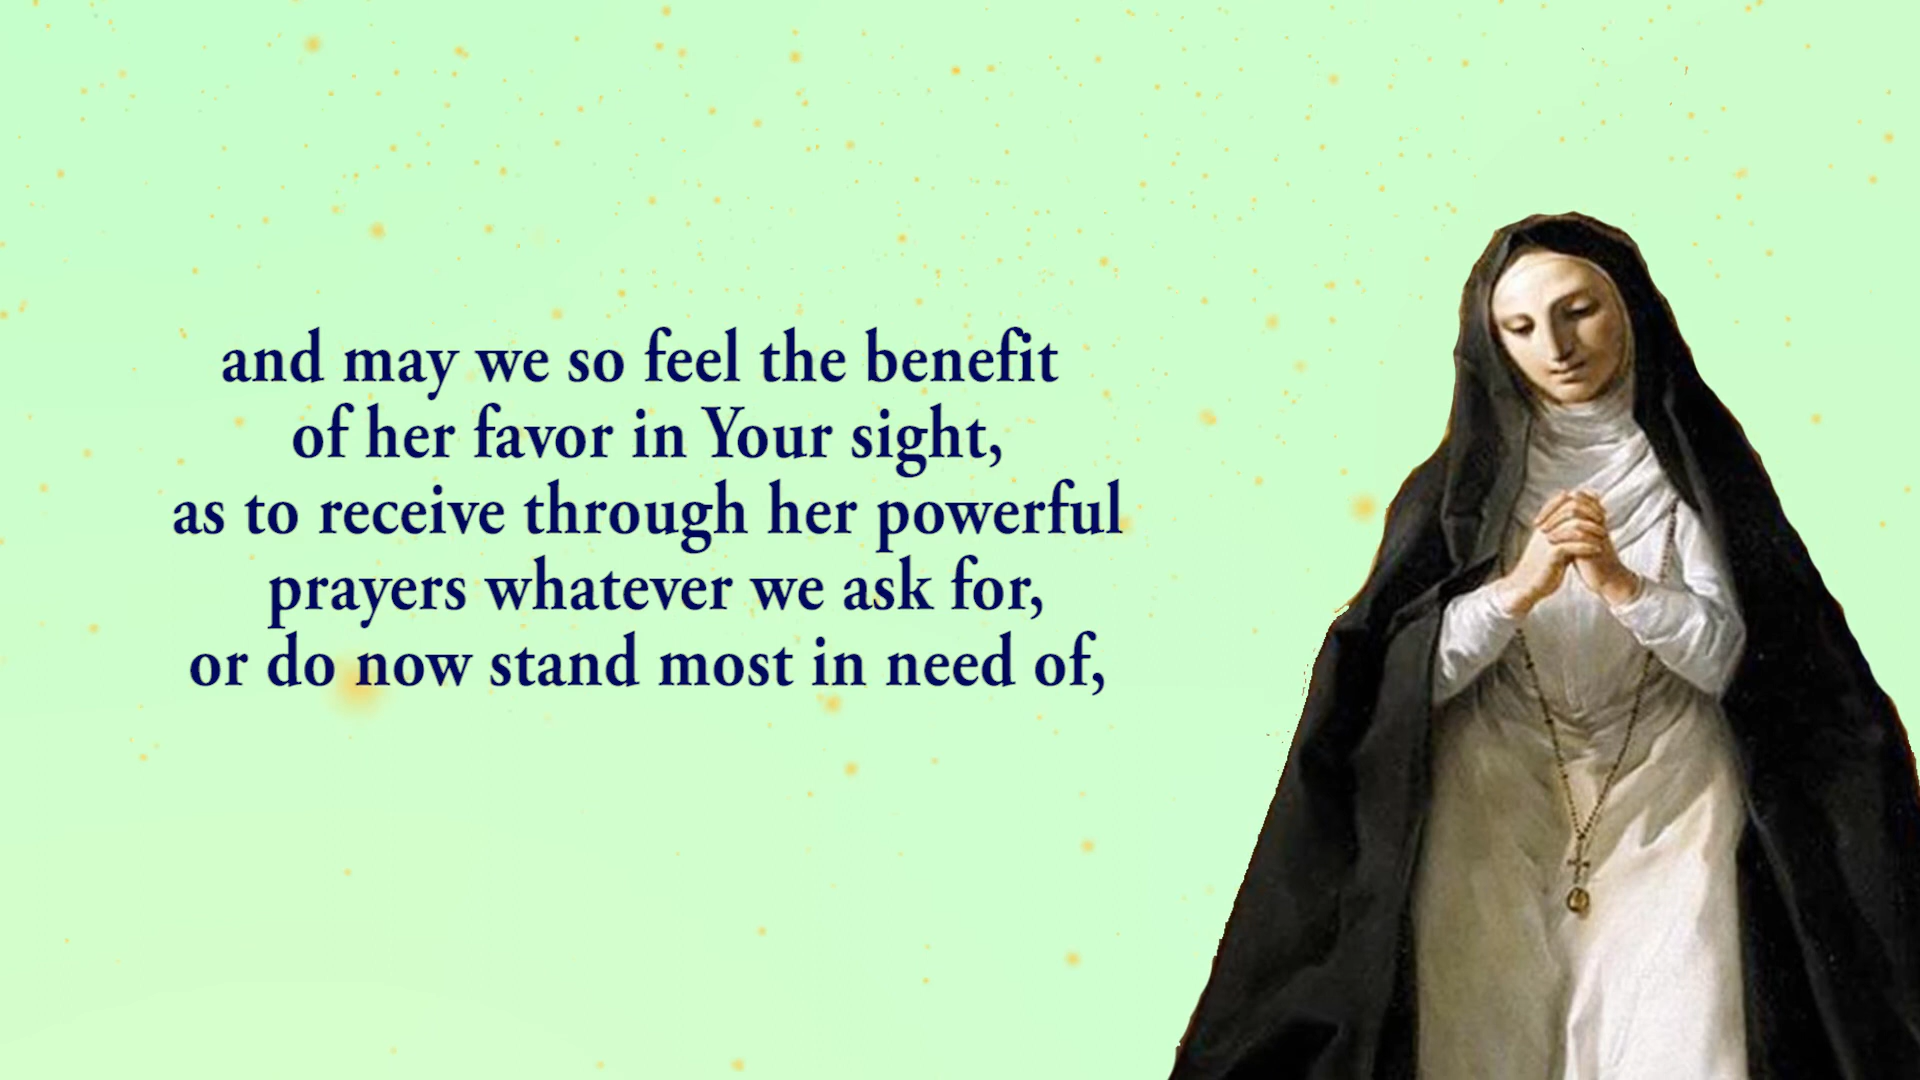 and may we so feel the benefit
of her favor in Your sight,
as to receive through her powerful
prayers whatever we ask for,
or do now stand most in need of,